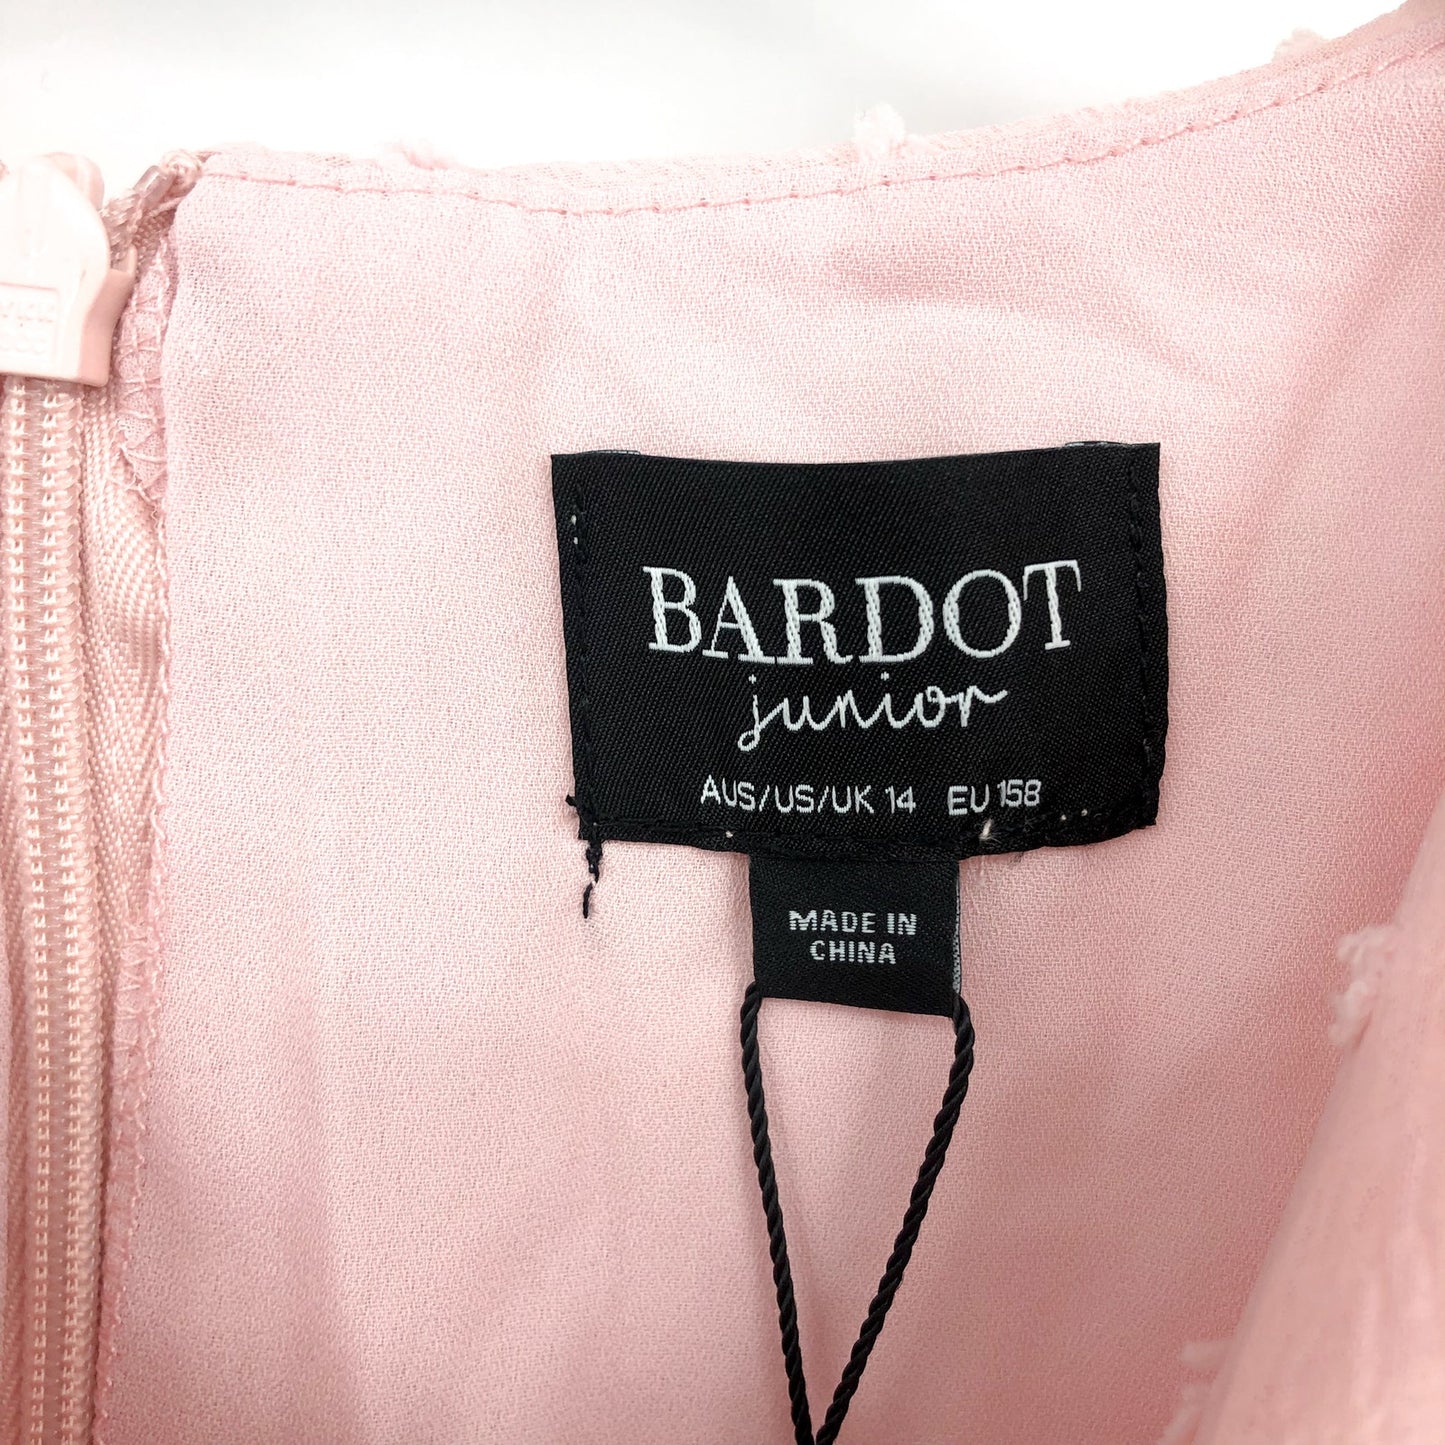 BARDOT
junior
AUS/US/UK 14 EU 158
MADE IN
CHINA